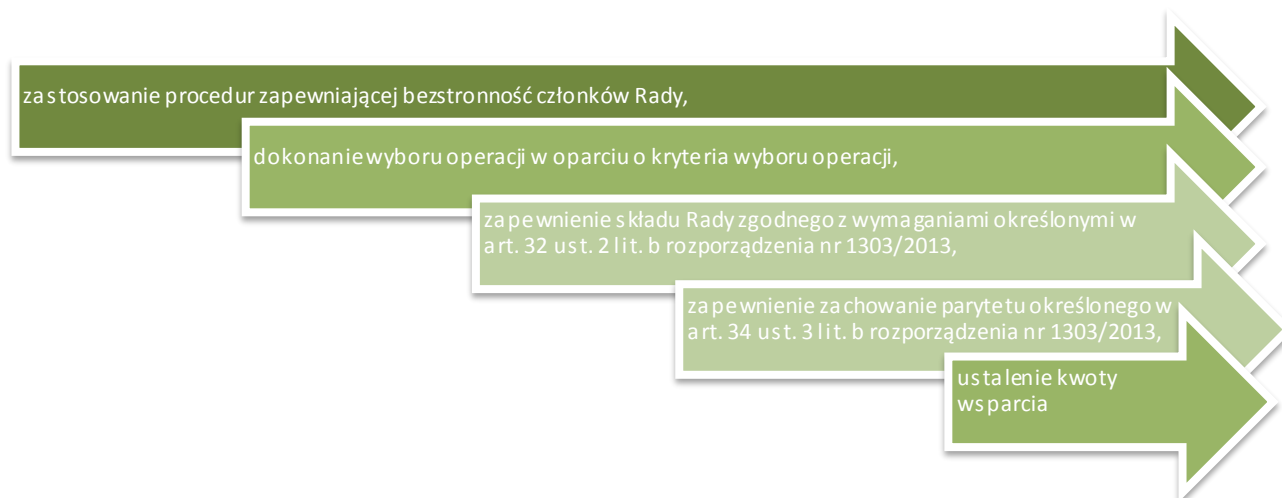 zastosowanie procedur zapewniającej bezstronność członków Rady,
dokonanie wyboru operacji w oparciu o kryteria wyboru operacji,
zapewnienie składu Rady zgodnego z wymaganiami określonymi w
art. 32 ust. 2 lit. b rozporządzenia nr 1303/2013,
zapewnienie zachowanie parytetu określonego w
art. 34 ust. 3 lit. b rozporządzenia nr 1303/2013,
ustalenie kwoty
wsparcia